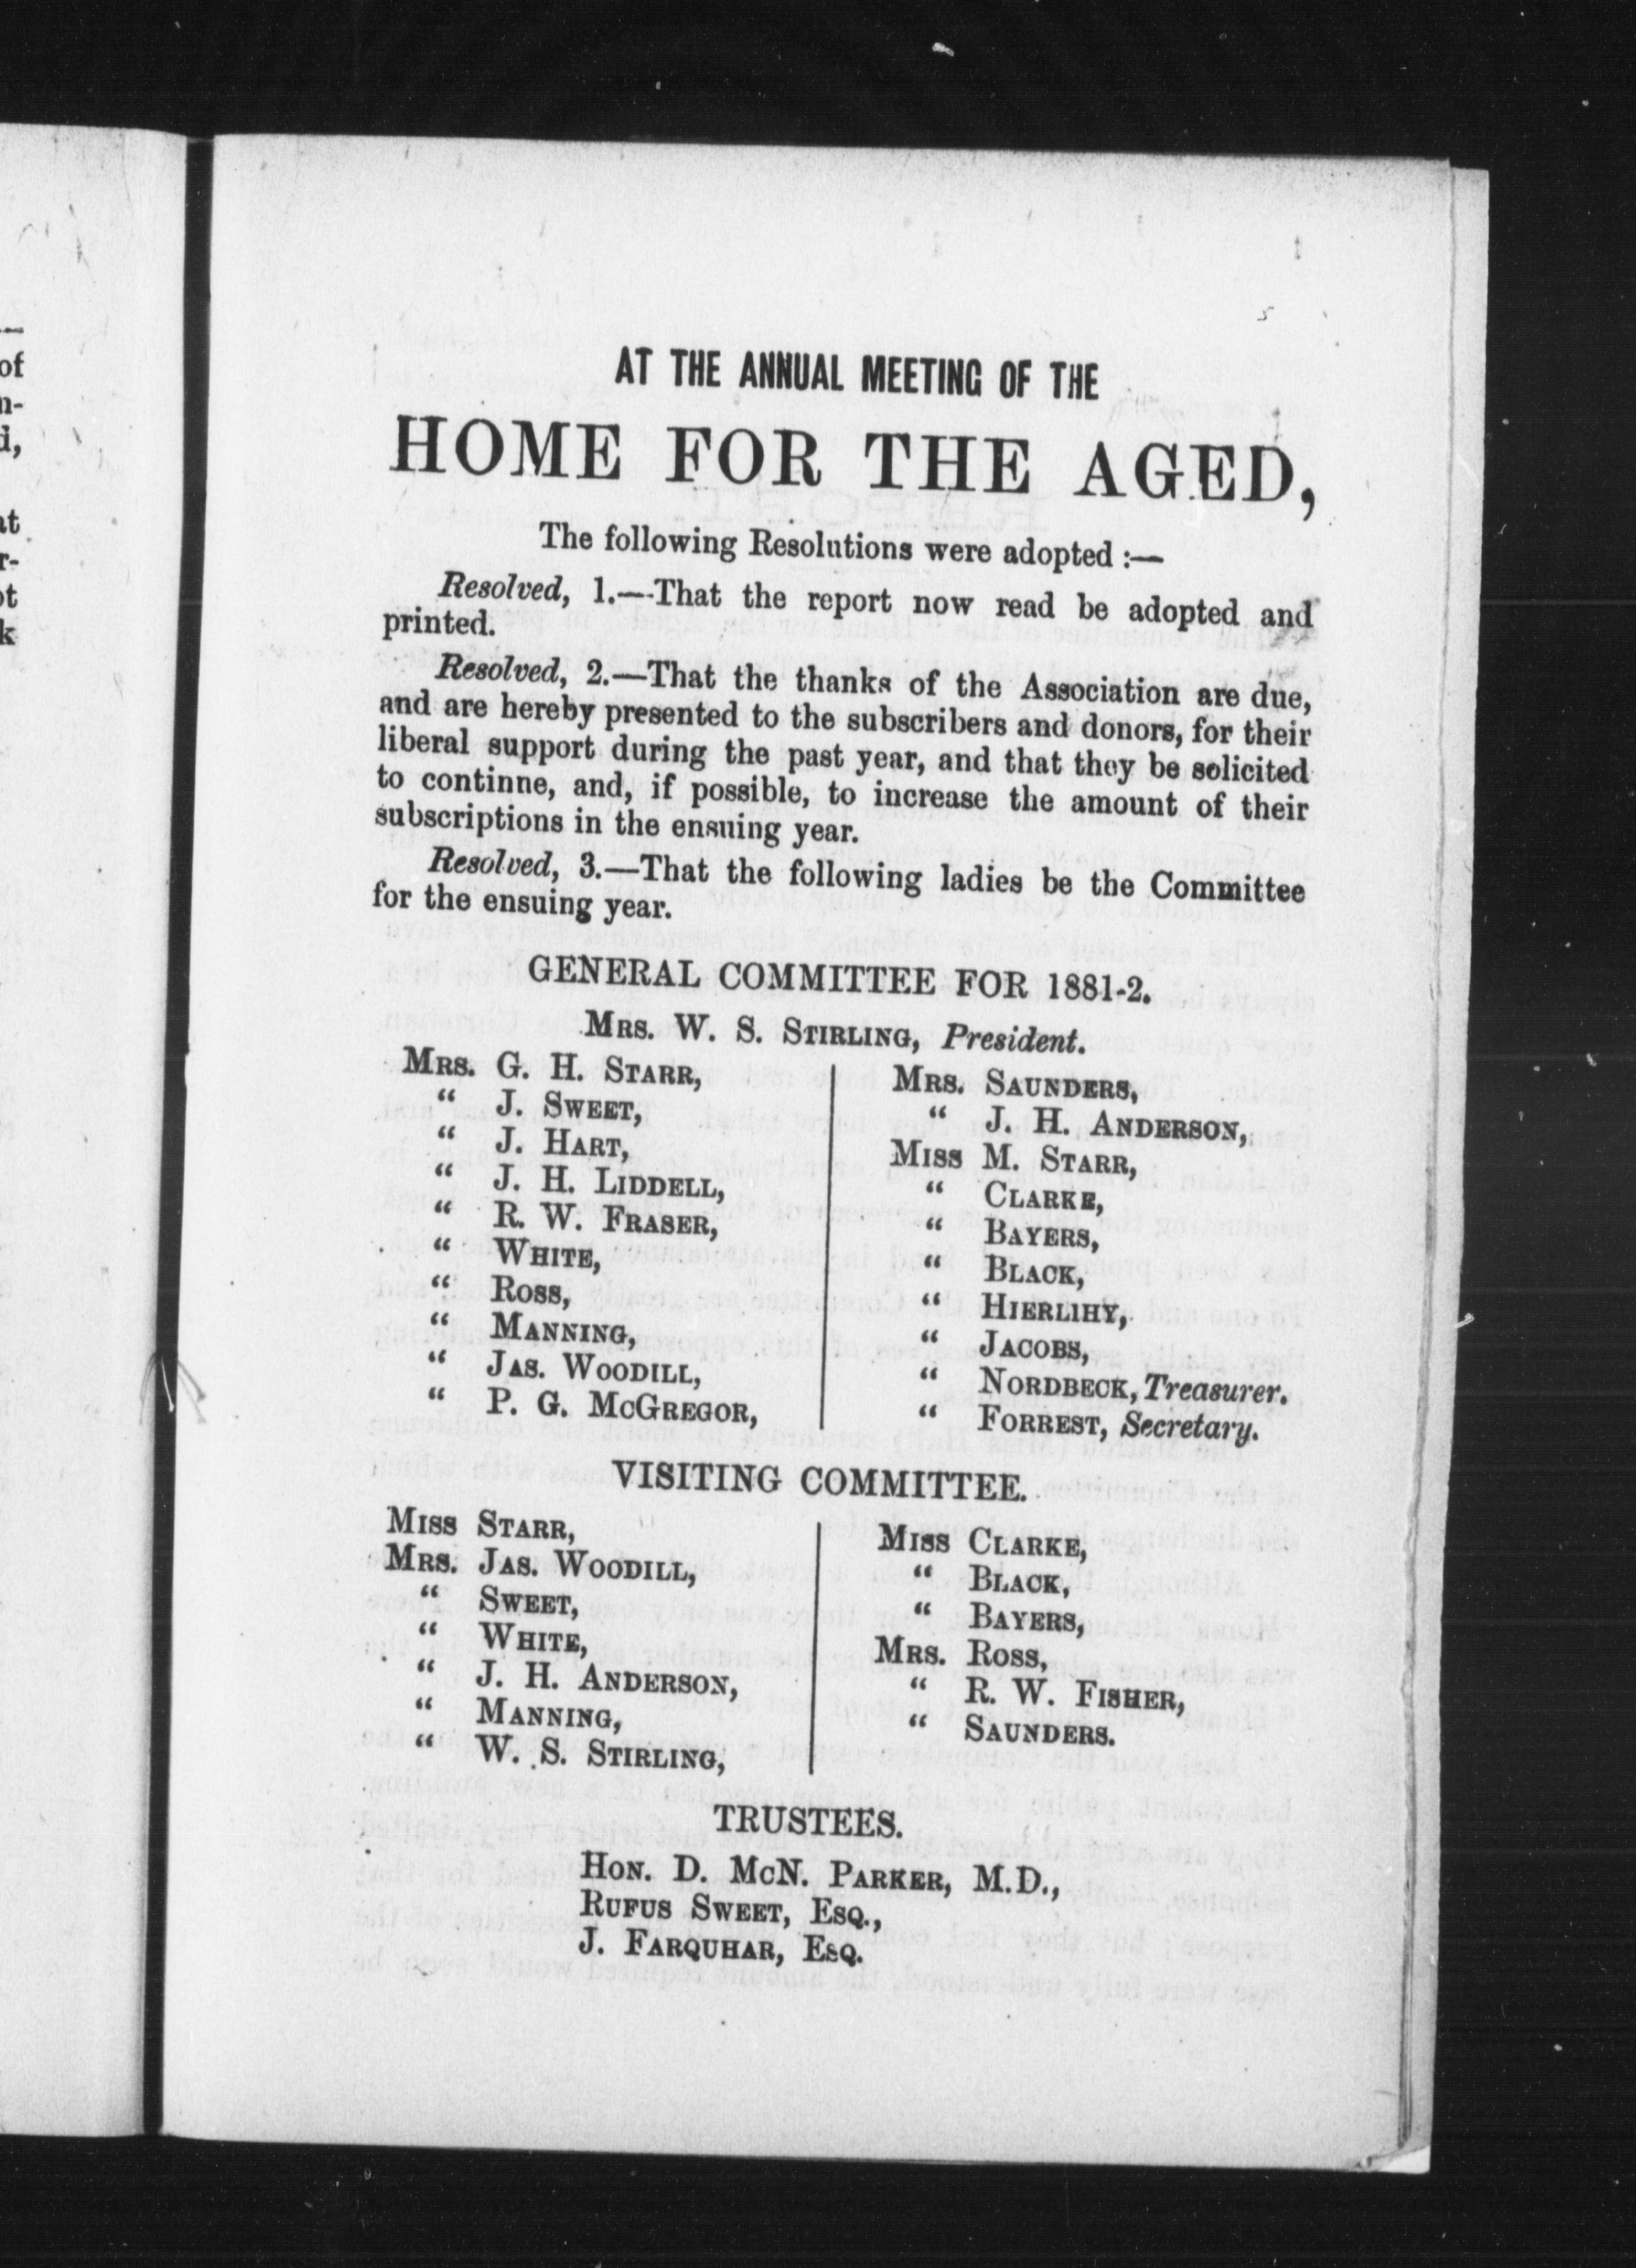 of
n-
d,
at
r-
ot
k
AT THE ANNUAL MEETING OF THE
HOME FOR THE AGED,
The following Resolutions were adopted :—
Resolved, 1.—That the report now read be adopted and
printed.
Resolved, 2.—That the thanks of the Association are due,
and are hereby presented to the subscribers and donors, for their
liberal support during the past year, and that they be solicited
to continne, and, if possible, to increase the amount of their
subscriptions in the ensuing year.
Resolved, 3.—That the following ladies be the Committee
for the ensuing year.
GENERAL COMMITTEE FOR 1881-2.
MRS. W. S. STIRLING, President.
MRS. G. H. STARR,
“ J. SWEET,
“ J. HART,
“ J. H. LIDDELL,
“ R. W. FRASER,
“ WHITE,
“ ROSS,
“ MANNING,
“ JAS. WOODILL,
“ P. G. MCGREGOR,
MRS. SAUNDERS,
“ J. H. ANDERSON,
MISS M. STARR,
“ CLARKE,
“ BAYERS,
“ BLACK,
“ HIERLIHY,
“ JACOBS,
“ NORDBECK, Treasurer.
“ FORREST, Secretary.
VISITING COMMITTEE.
MISS STARR,
MRS. JAS. WOODILL,
“ SWEET,
“ WHITE,
“ J. H. ANDERSON,
“ MANNING,
“ W. S. STIRLING,
MISS CLARKE,
“ BLACK,
“ BAYERS,
MRS. ROSS,
“ R. W. FISHER,
“ SAUNDERS.
TRUSTEES.
HON. D. MCN. PARKER, M.D.,
RUFUS SWEET, ESQ.,
J. FARQUHAR, ESQ.